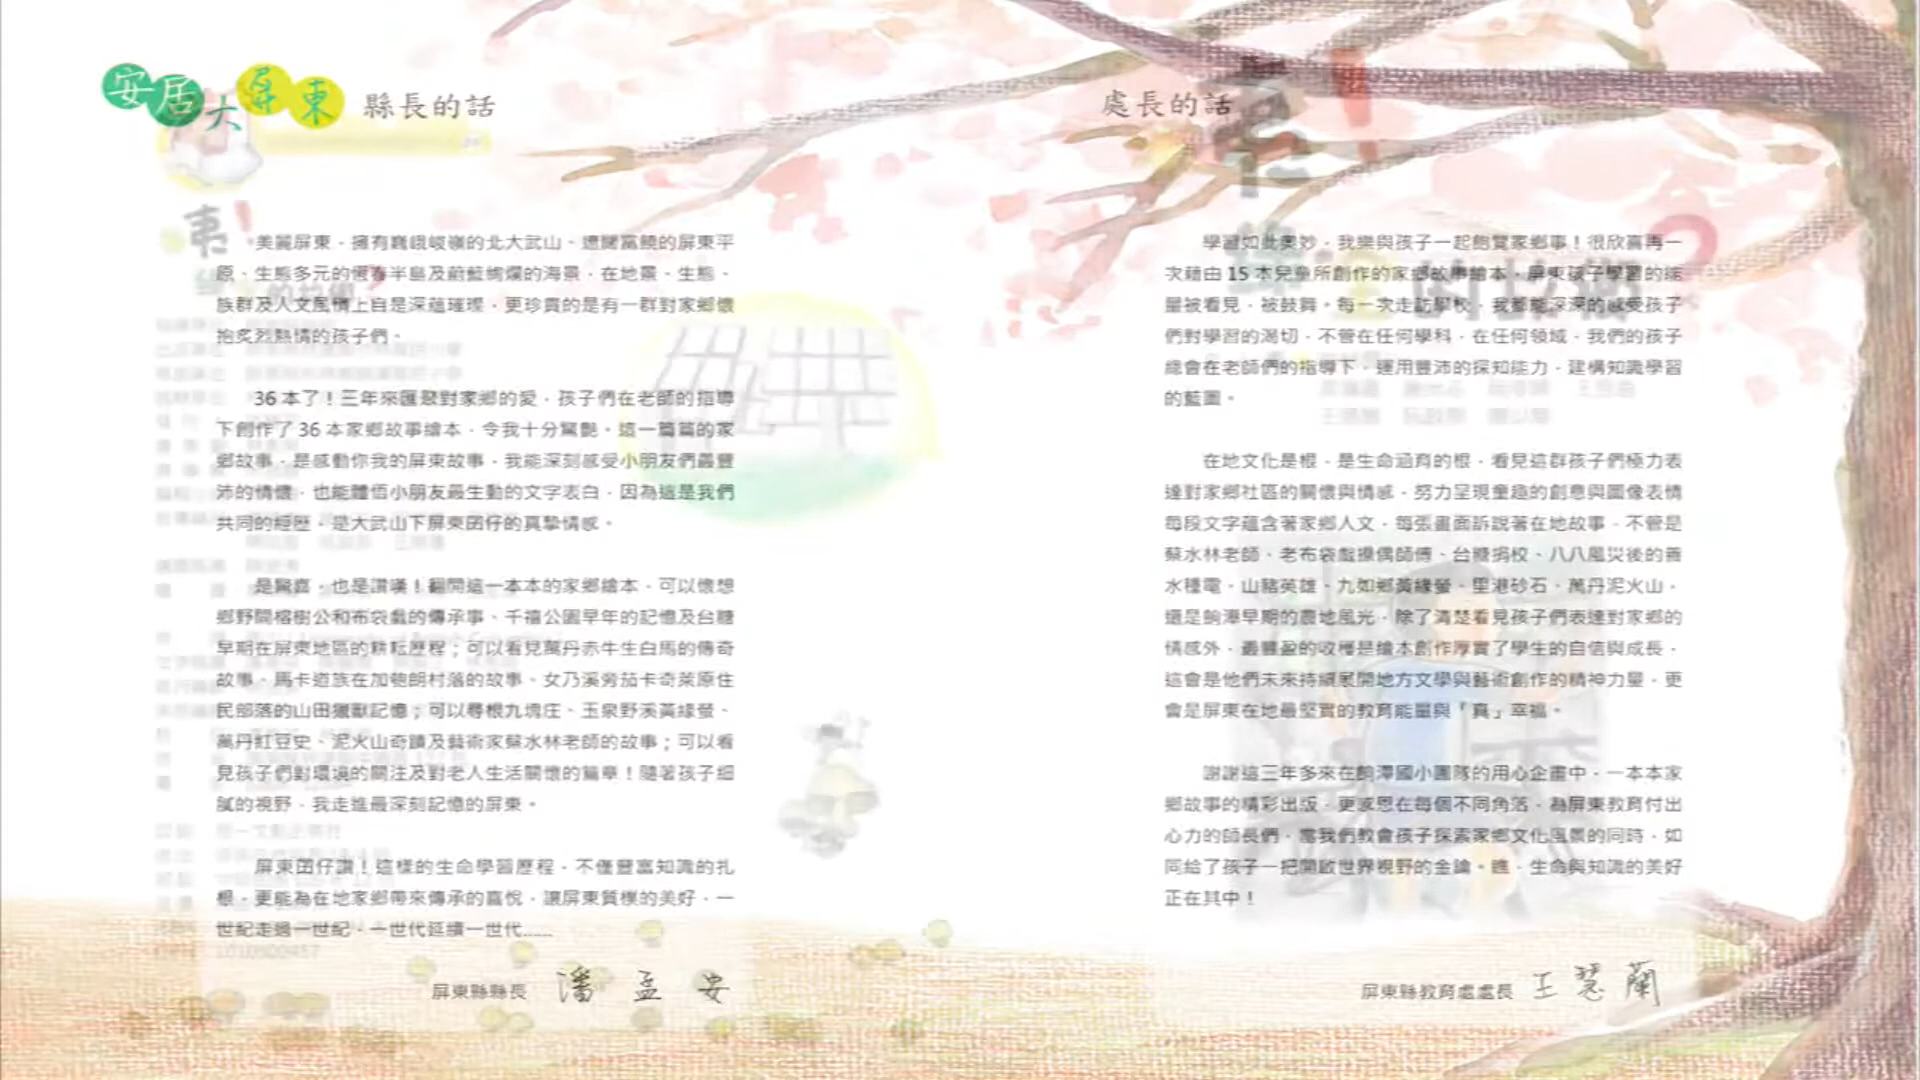 安居大屏東 縣長的話
美麗屏東,擁有巍峨峻嶺的北大武山、遼闊富饒的屏東平
原、生態多元的恆春半島及蔚藍絢爛的海景,在地景、生態、
族群及人文風情上自是深蘊璀璨,更珍貴的是有一群對家鄉懷
抱炙烈熱情的孩子們。
36 本了!三年來匯聚對家鄉的愛,孩子們在老師的指導
下創作了 36 本家鄉故事繪本,令我十分驚艷。這一篇篇的家
鄉故事,是感動你我的屏東故事,我能深刻感受小朋友們最豐
沛的情懷,也能體悟小朋友最生動的文字表白,因為這是我們
共同的經歷,是大武山下屏東囝仔的真摯情感。
是驚喜,也是讚嘆!翻開這一本本的家鄉繪本,可以懷想
鄉野間榕樹公和布袋戲的傳承事、千禧公園早年的記憶及台糖
早期在屏東地區的耕耘歷程;可以看見萬丹赤牛生白馬的傳奇
故事、馬卡道族在加匏朗村落的故事、女乃溪旁茄卡奇萊原住
民部落的山田獵獸記憶;可以尋根九塊庄、玉泉野溪黃緣螢、
萬丹紅豆史、泥火山奇蹟及藝術家蔡水林老師的故事;可以看
見孩子們對環境的關注及對老人生活關懷的篇章!隨著孩子細
膩的視野,我走進最深刻記憶的屏東。
屏東囝仔讚!這樣的生命學習歷程,不僅豐富知識的扎
根,更能為在地家鄉帶來傳承的喜悅,讓屏東質樸的美好,一
世紀走過一世紀,一世代延續一世代……
屏東縣縣長 潘孟安
處長的話
學習如此奧妙,我樂與孩子一起飽覽家鄉事!很欣喜再一
次藉由 15 本兒童所創作的家鄉故事繪本,屏東孩子學習的能
量被看見,被鼓舞。每一次走訪學校,我都能深深的感受孩子
們對學習的渴切,不管在任何學科,在任何領域,我們的孩子
總會在老師們的指導下,運用豐沛的探知能力,建構知識學習
的藍圖。
在地文化是根,是生命涵育的根,看見這群孩子們極力表
達對家鄉社區的關懷與情感,努力呈現童趣的創意與圖像表情
每段文字蘊含著家鄉人文,每張畫面訴說著在地故事,不管是
蔡水林老師、老布袋戲操偶師傅、台糖捐校、八八風災後的養
水種電,山豬英雄,九如鄉黃緣螢、里港砂石、萬丹泥火山,
還是餉潭早期的農地風光,除了清楚看見孩子們表達對家鄉的
情感外,最豐盈的收穫是繪本創作厚實了學生的自信與成長,
這會是他們未來持續展開地方文學與藝術創作的精神力量,更
會是屏東在地最堅實的教育能量與「真」幸福。
謝謝這三年多來在餉潭國小團隊的用心企畫中,一本本家
鄉故事的精彩出版,更感恩在每個不同角落,為屏東教育付出
心力的師長們,當我們教會孩子探索家鄉文化風景的同時,如
同給了孩子一把開啟世界視野的金鑰。瞧,生命與知識的美好
正在其中!
屏東縣教育處處長 王慧蘭